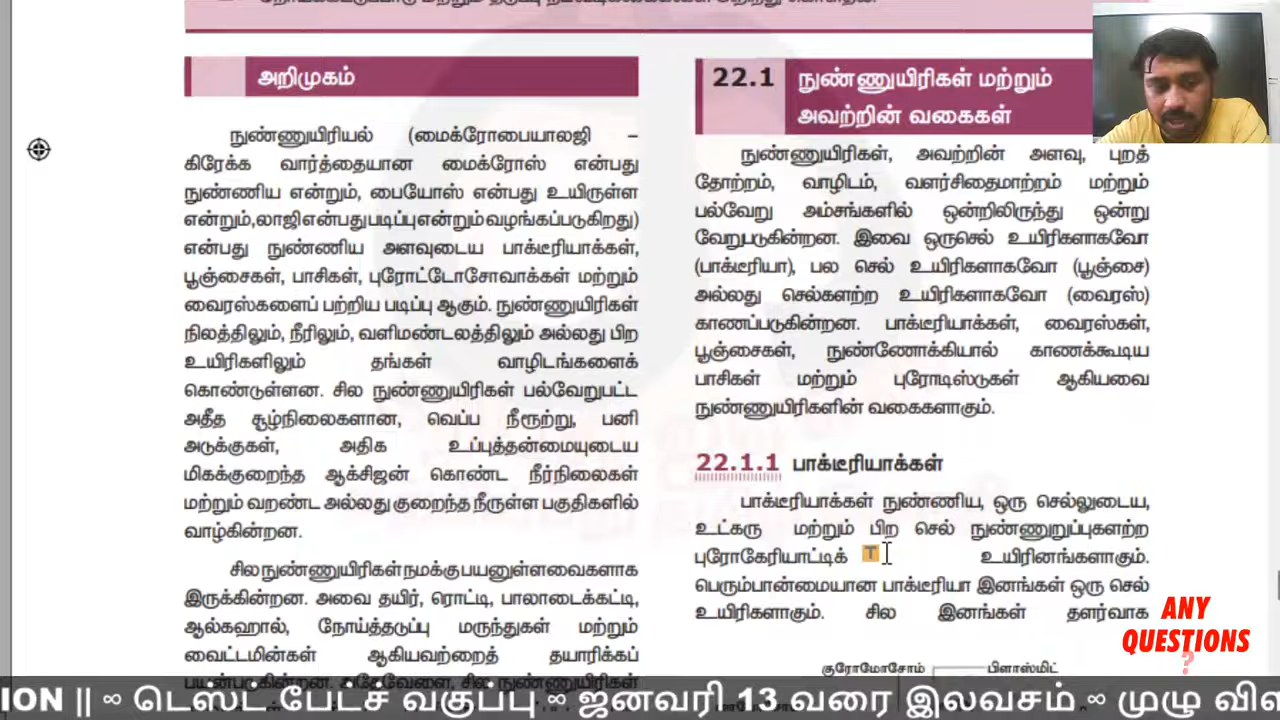 அறிமுகம்
நுண்ணுயிரியல் (மைக்ரோபையாலஜி –
கிரேக்க வார்த்தையான மைக்ரோஸ் என்பது
நுண்ணிய என்றும், பையோஸ் என்பது உயிருள்ள
என்றும், லாஜி என்பது படிப்பு என்றும் வழங்கப்படுகிறது)
என்பது நுண்ணிய அளவுடைய பாக்டீரியாக்கள்,
பூஞ்சைகள், பாசிகள், புரோட்டோசோவாக்கள் மற்றும்
வைரஸ்களைப் பற்றிய படிப்பு ஆகும். நுண்ணுயிரிகள்
நிலத்திலும், நீரிலும், வளிமண்டலத்திலும் அல்லது பிற
உயிரிகளிலும் தங்கள் வாழிடங்களைக்
கொண்டுள்ளன. சில நுண்ணுயிரிகள் பல்வேறுபட்ட
அதீத சூழ்நிலைகளான, வெப்ப நீரூற்று, பனி
அடுக்குகள், அதிக உப்புத்தன்மையுடைய
மிகக்குறைந்த ஆக்சிஜன் கொண்ட நீர்நிலைகள்
மற்றும் வறண்ட அல்லது குறைந்த நீருள்ள பகுதிகளில்
வாழ்கின்றன.
சில நுண்ணுயிரிகள் நமக்கு பயனுள்ளவைகளாக
இருக்கின்றன. அவை தயிர், ரொட்டி, பாலாடைக்கட்டி,
ஆல்கஹால், நோய்த்தடுப்பு மருந்துகள் மற்றும்
வைட்டமின்கள் ஆகியவற்றைத் தயாரிக்கப்
பயன்படுகின்றன. அதேவேளை, சில நுண்ணுயிரிகள்
22.1 நுண்ணுயிரிகள் மற்றும்
அவற்றின் வகைகள்
நுண்ணுயிரிகள், அவற்றின் அளவு, புறத்
தோற்றம், வாழிடம், வளர்சிதைமாற்றம் மற்றும்
பல்வேறு அம்சங்களில் ஒன்றிலிருந்து ஒன்று
வேறுபடுகின்றன. இவை ஒருசெல் உயிரிகளாகவோ
(பாக்டீரியா), பல செல் உயிரிகளாகவோ (பூஞ்சை)
அல்லது செல்களற்ற உயிரிகளாகவோ (வைரஸ்)
காணப்படுகின்றன. பாக்டீரியாக்கள், வைரஸ்கள்,
பூஞ்சைகள், நுண்ணோக்கியால் காணக்கூடிய
பாசிகள் மற்றும் புரோடிஸ்டுகள் ஆகியவை
நுண்ணுயிரிகளின் வகைகளாகும்.
22.1.1 பாக்டீரியாக்கள்
பாக்டீரியாக்கள் நுண்ணிய, ஒரு செல்லுடைய,
உட்கரு மற்றும் பிற செல் நுண்ணுறுப்புகளற்ற
புரோகேரியாட்டிக் T உயிரினங்களாகும்.
பெரும்பான்மையான பாக்டீரியா இனங்கள் ஒரு செல்
உயிரிகளாகும். சில இனங்கள் தளர்வாக
குரோமோசோம் பிளாஸ்மிட்
ANY
QUESTIONS
?
ION || ∞ டெஸ்ட் பேட்ச் வகுப்பு ∞ ஜனவரி 13 வரை இலவசம் ∞ முழு